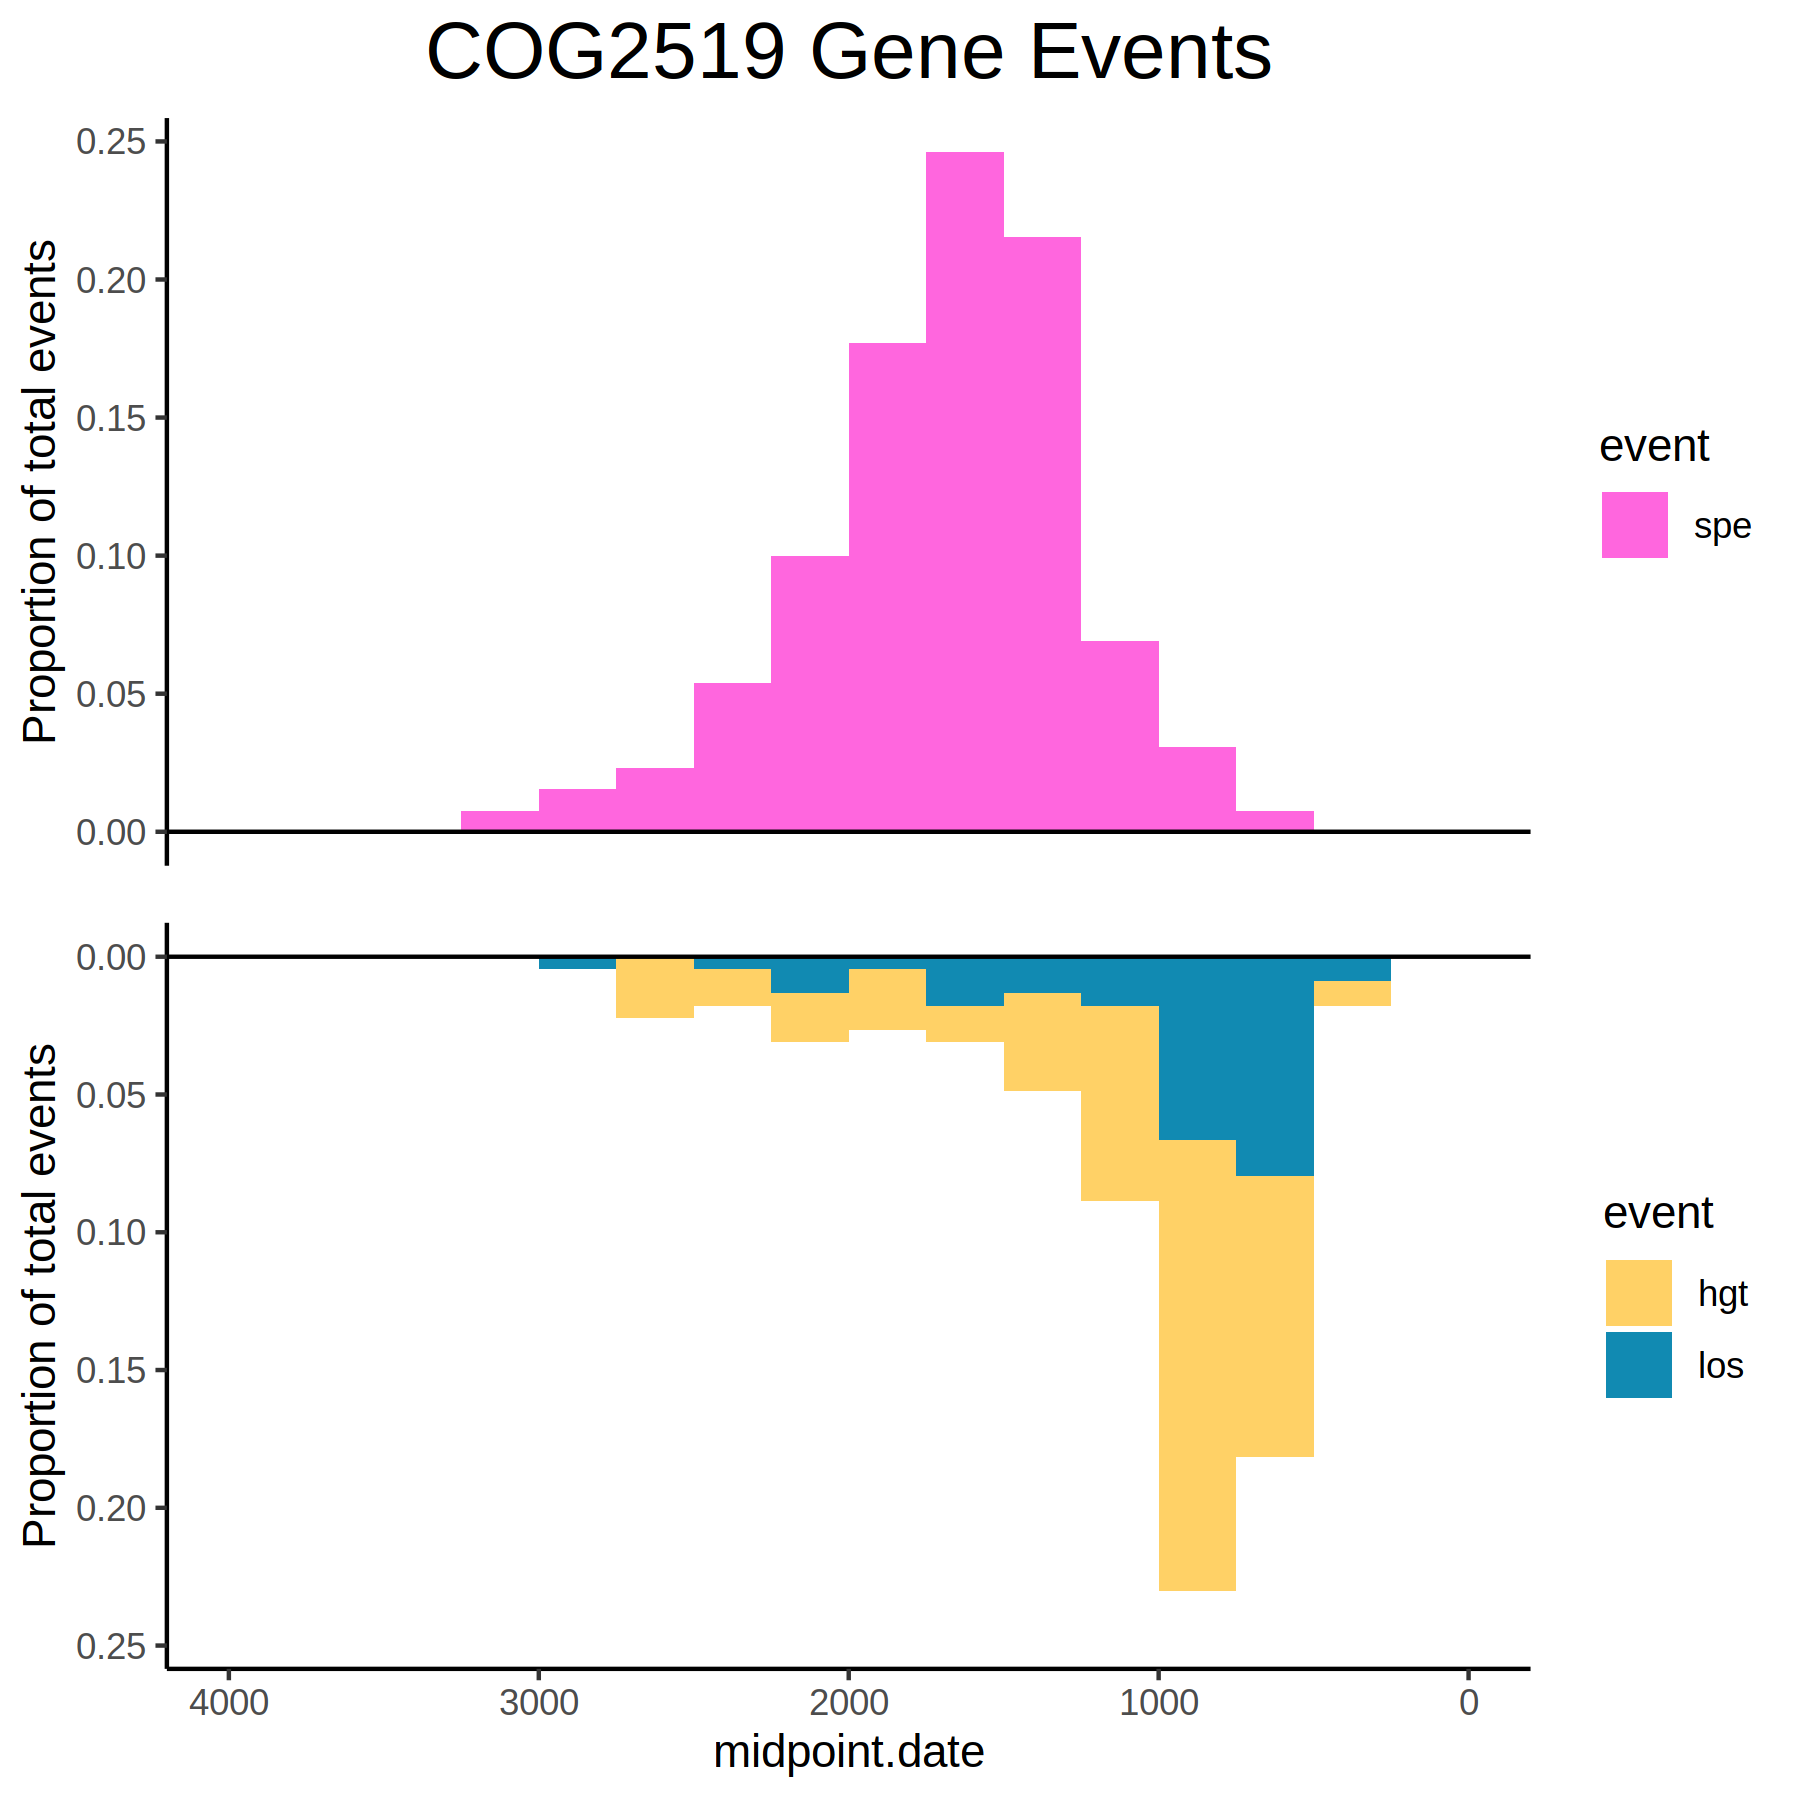 COG2519 Gene Events
Proportion of total events
0.25
0.20
0.15
0.10
0.05
0.00
event
spe
Proportion of total events
0.00
0.05
0.10
0.15
0.20
0.25
event
hgt
los
4000 3000 2000 1000 0
midpoint.date